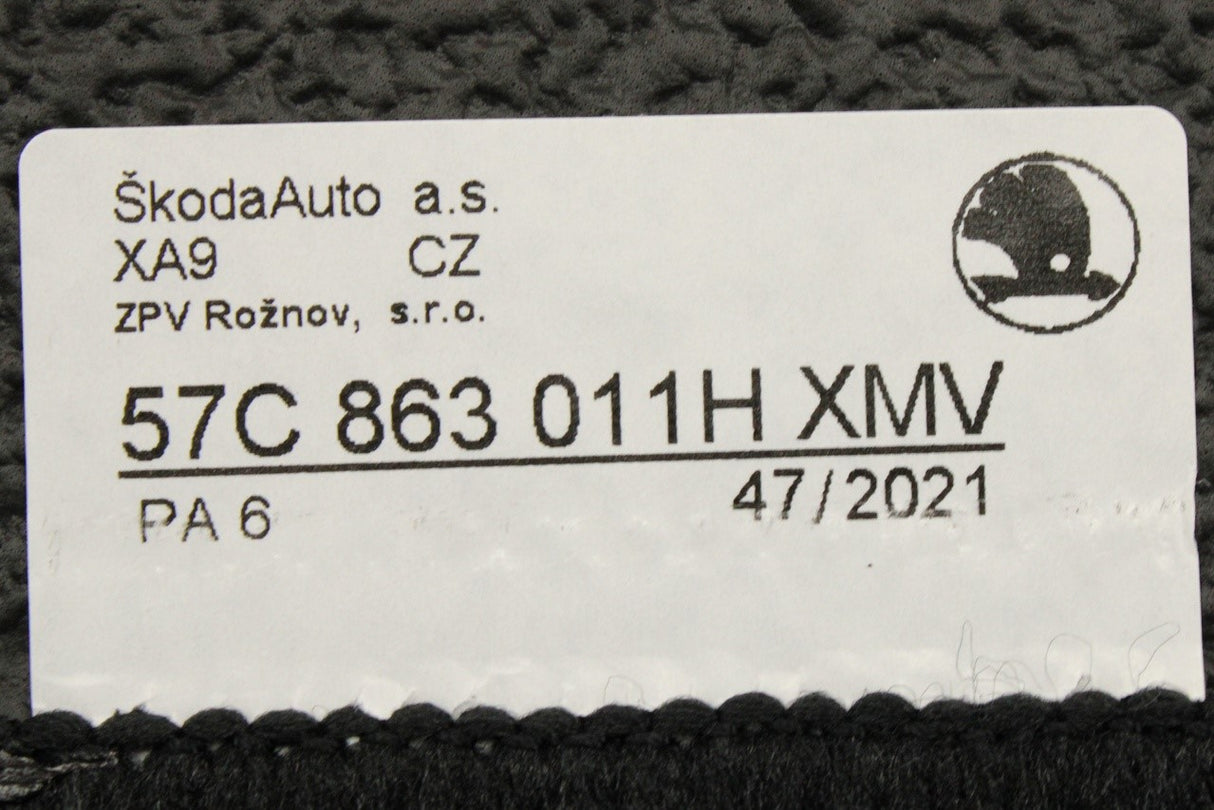 ŠkodaAuto a.s.
XA9 CZ
ZPV Rožnov, s.r.o.
57C 863 011H XMV
PA 6 47/2021